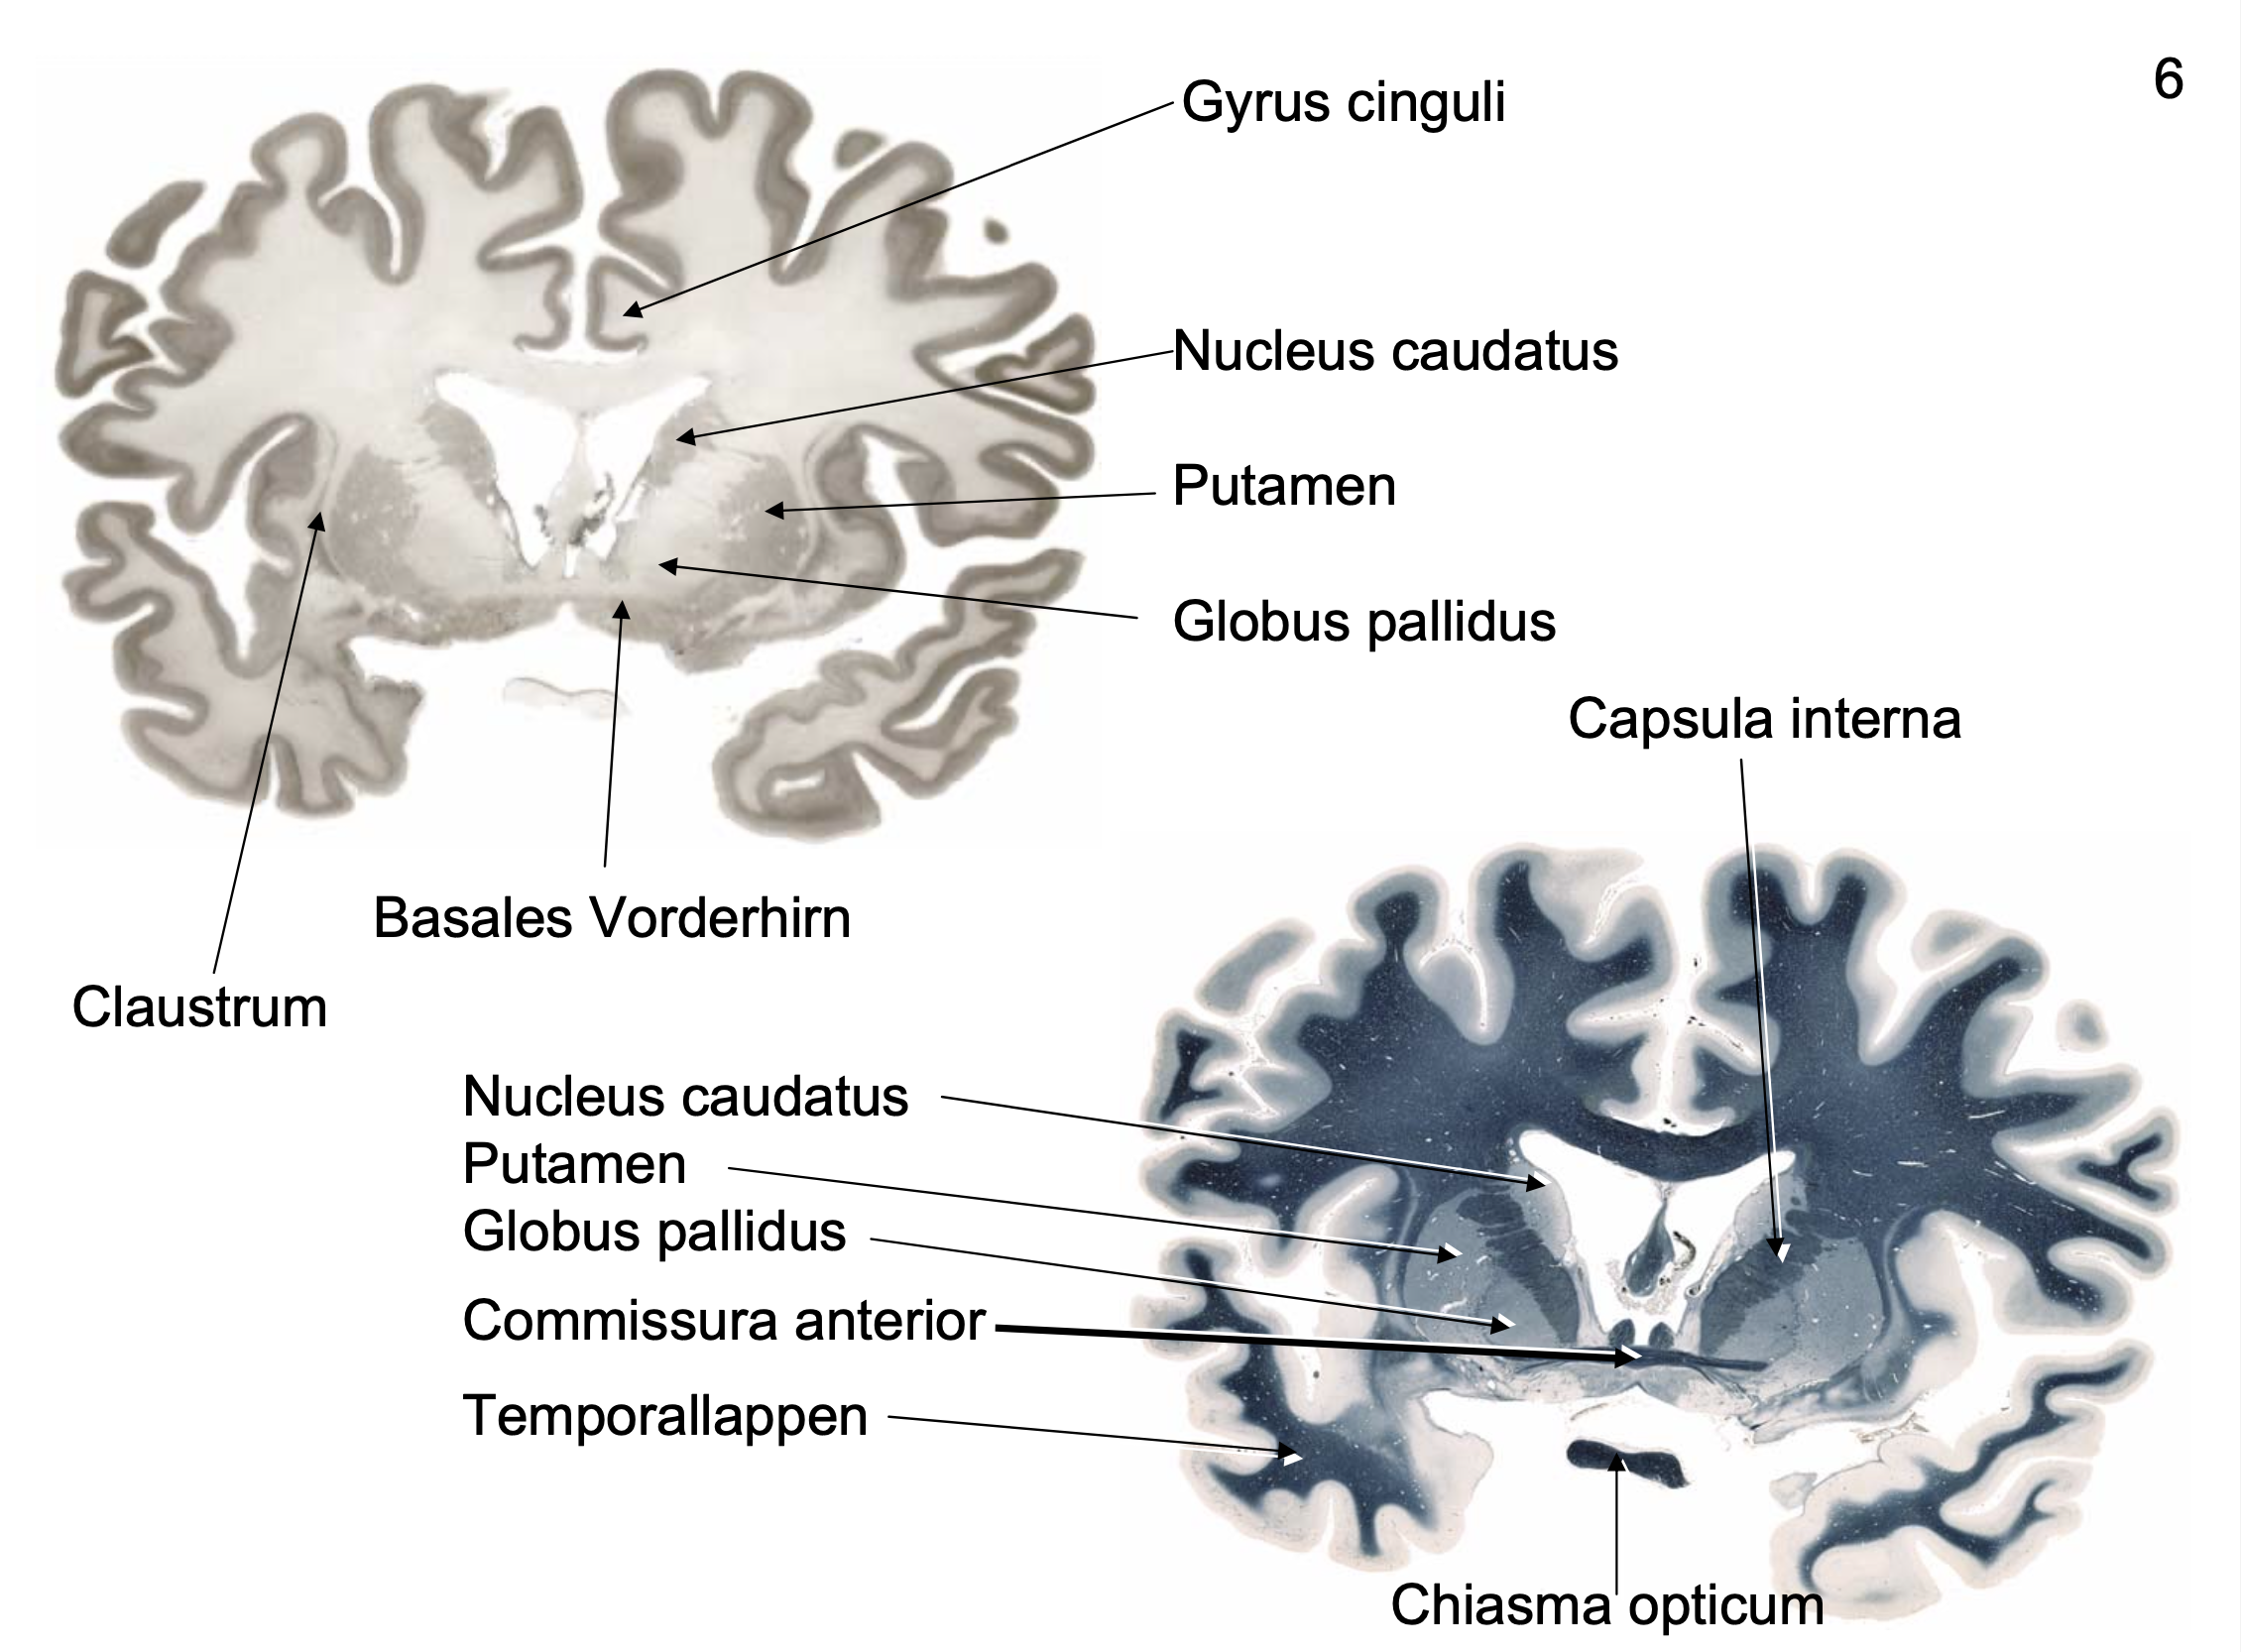 6
Gyrus cinguli
Nucleus caudatus
Putamen
Globus pallidus
Capsula interna
Basales Vorderhirn
Claustrum
Nucleus caudatus
Putamen
Globus pallidus
Commissura anterior
Temporallappen
Chiasma opticum